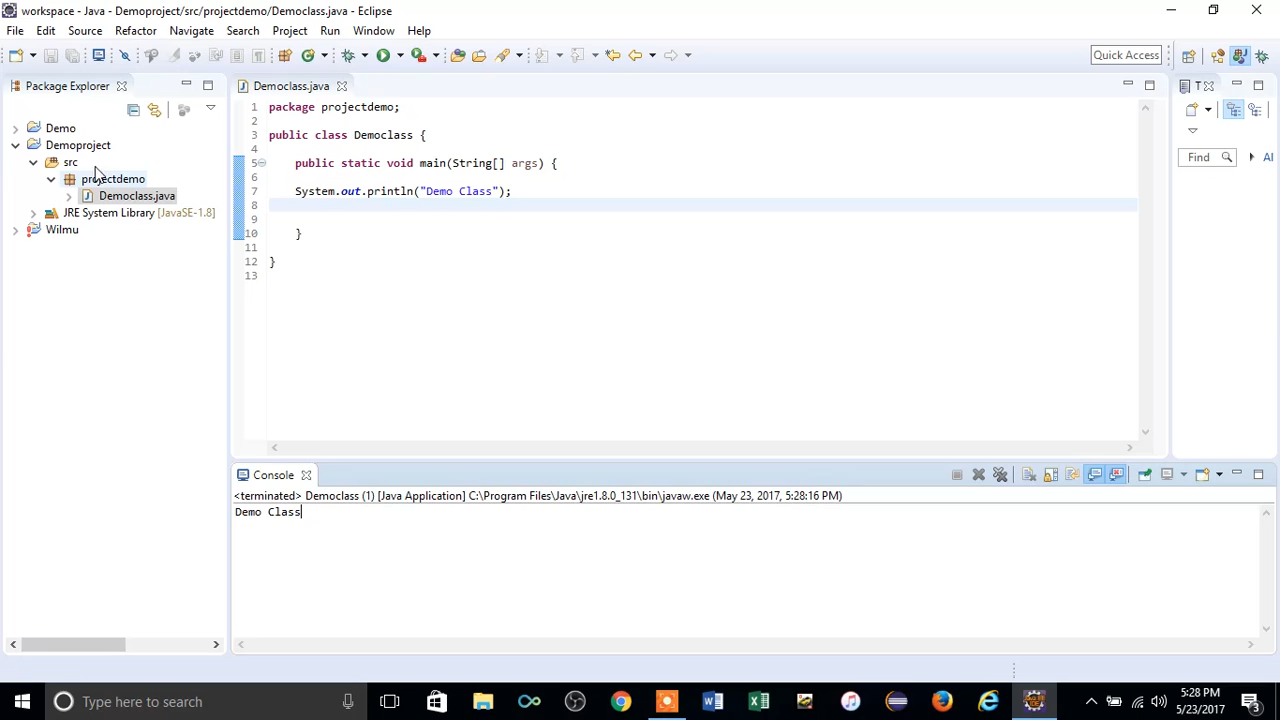 workspace - Java - Demoproject/src/projectdemo/Democlass.java - Eclipse
File Edit Source Refactor Navigate Search Project Run Window Help
Quick Access
Package Explorer
Demo
Demoproject
src
projectdemo
Democlass.java
JRE System Library [JavaSE-1.8]
Wilmu
Democlass.java
1 package projectdemo;
2
3 public class Democlass {
4
5 public static void main(String[] args) {
6
7 System.out.println("Demo Class");
8
9
10 }
11
12 }
13
T
Find
Al
Console
<terminated> Democlass (1) [Java Application] C:\Program Files\Java\jre1.8.0_131\bin\javaw.exe (May 23, 2017, 5:28:16 PM)
Demo Class
Type here to search
5:28 PM
5/23/2017
3